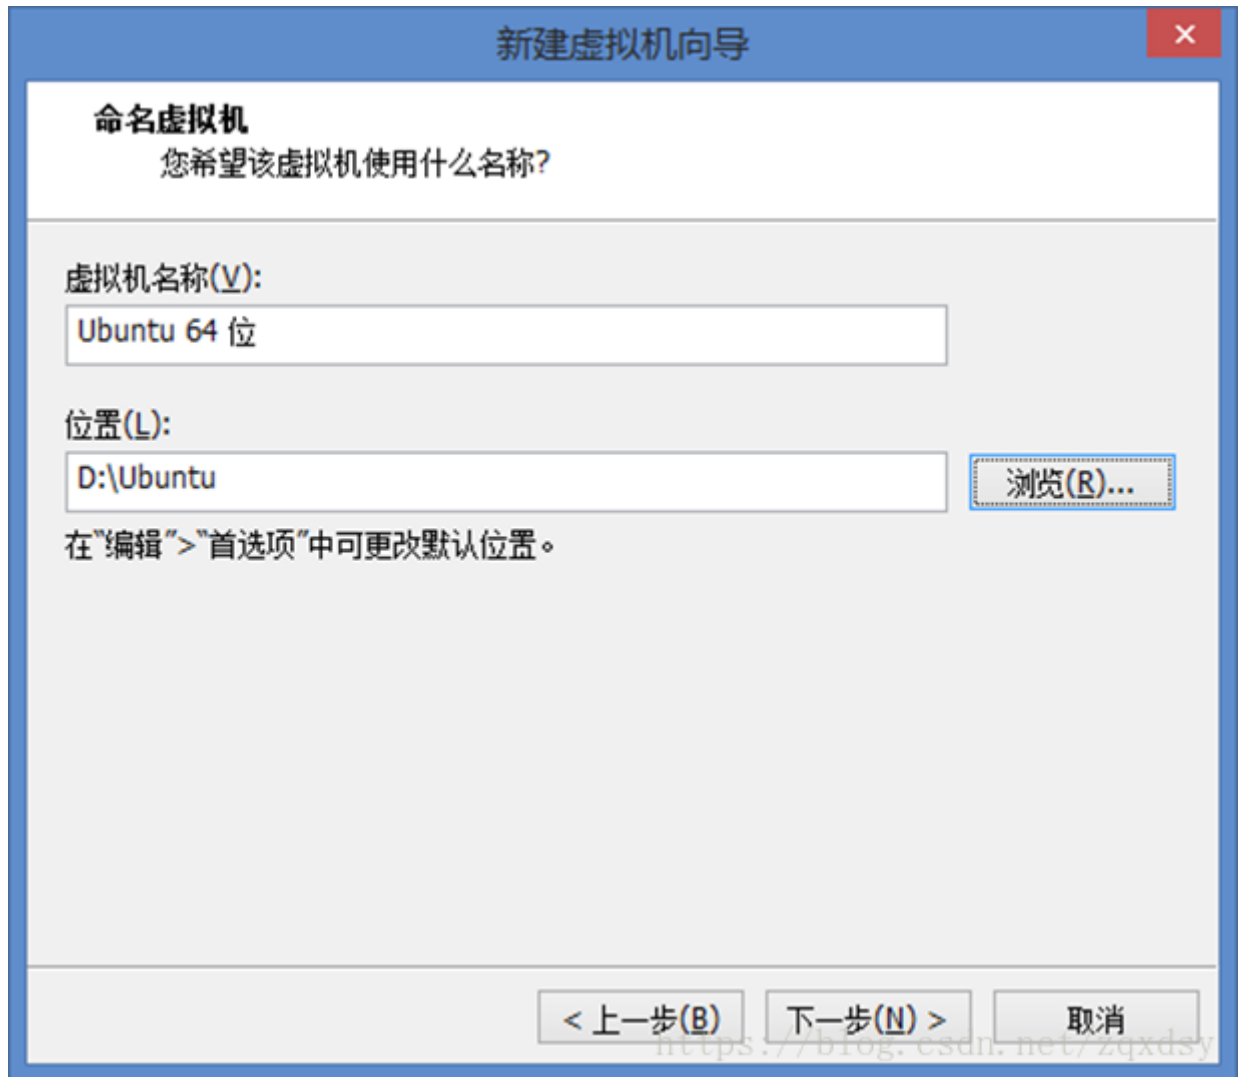 新建虚拟机向导
命名虚拟机
您希望该虚拟机使用什么名称?
虚拟机名称(V):
Ubuntu 64 位
位置(L):
D:\Ubuntu
浏览(R)...
在"编辑">"首选项"中可更改默认位置。
< 上一步(B)
下一步(N) >
取消
https://blog.csdn.net/zqxdsy